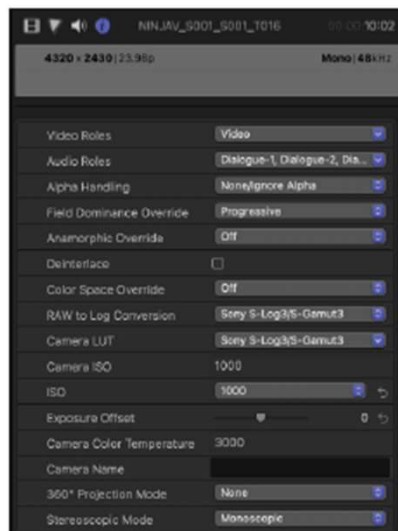 NINJAV_S001_S001_T016 00:00:10:02
4320 × 2430 | 23.98p Mono | 48kHz
Video Roles Video
Audio Roles Dialogue-1, Dialogue-2, Dia...
Alpha Handling None/Ignore Alpha
Field Dominance Override Progressive
Anamorphic Override Off
Deinterlace
Color Space Override Off
RAW to Log Conversion Sony S-Log3/S-Gamut3
Camera LUT Sony S-Log3/S-Gamut3
Camera ISO 1000
ISO 1000
Exposure Offset 0
Camera Color Temperature 3000
Camera Name
360° Projection Mode None
Stereoscopic Mode Monoscopic